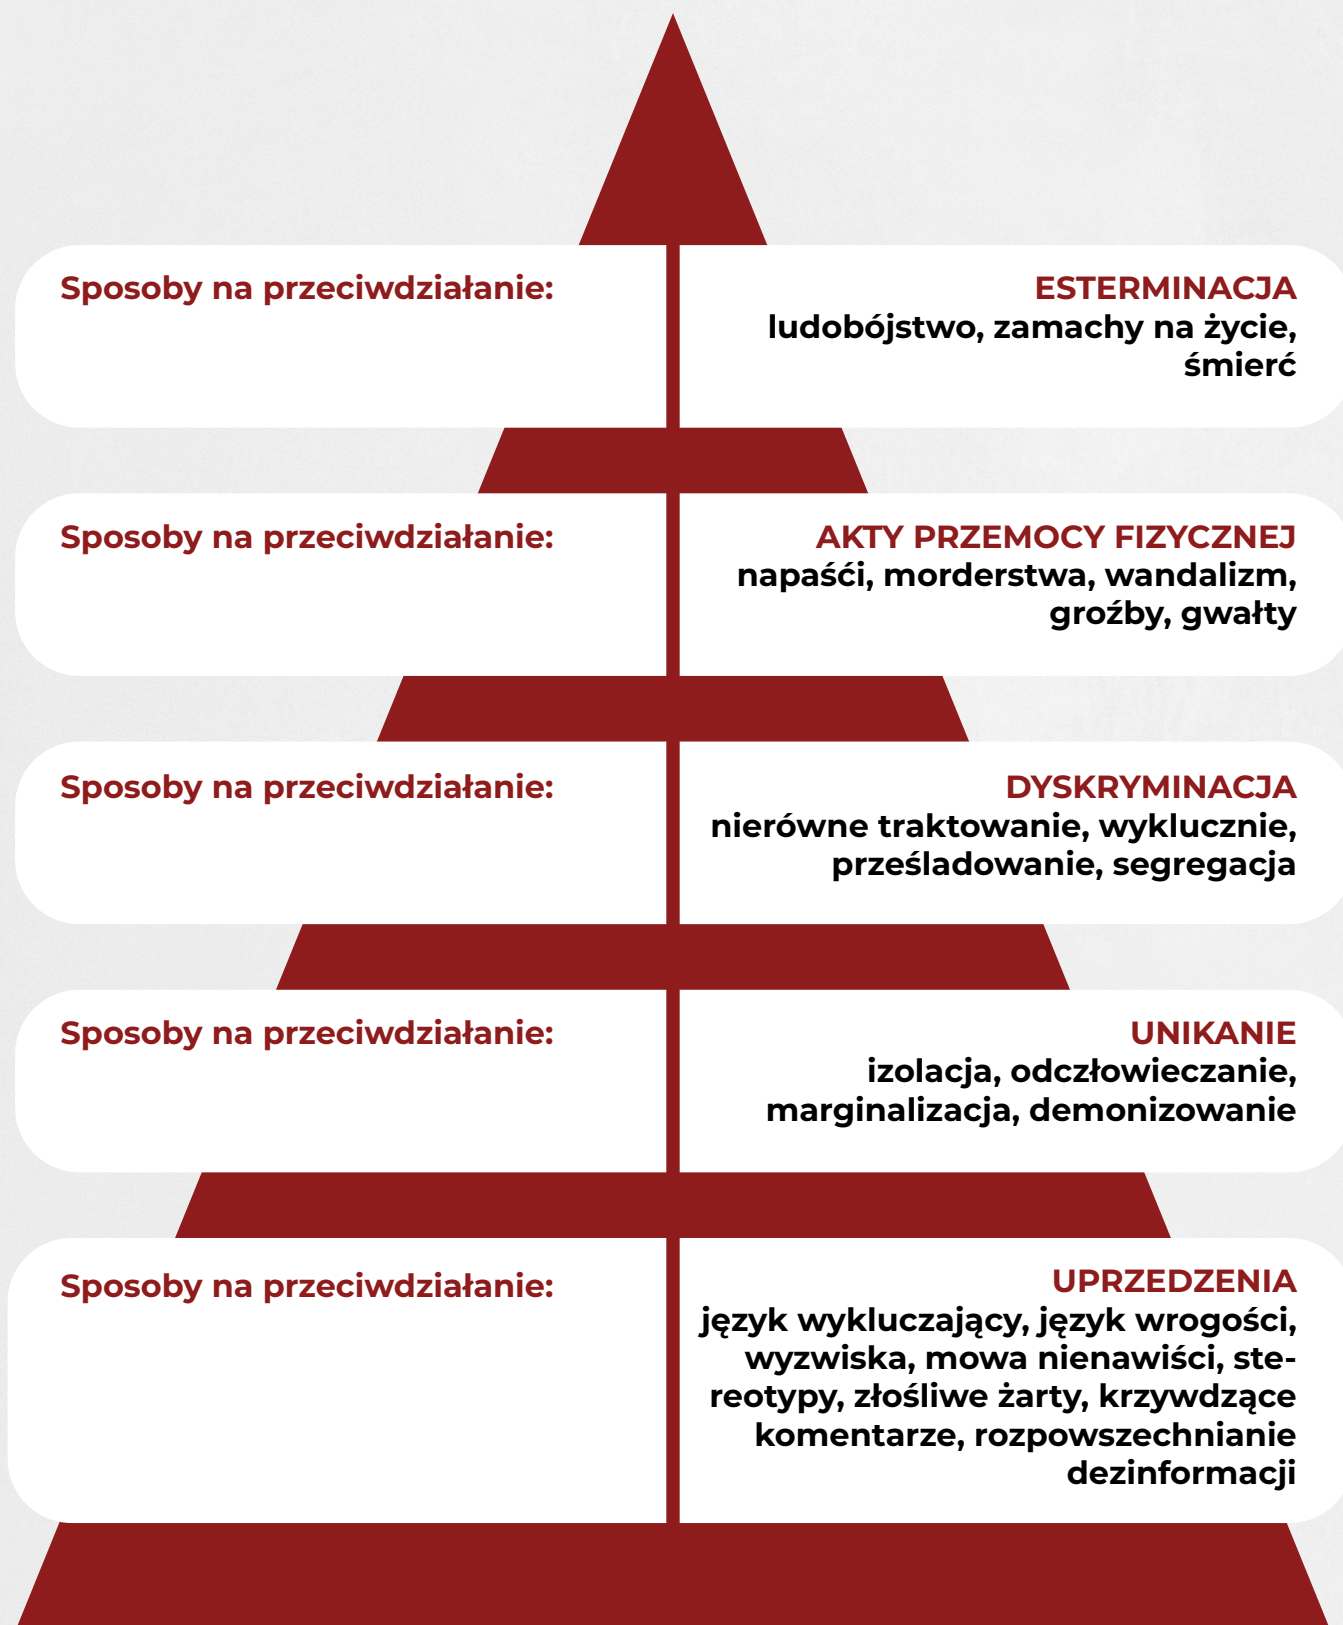 Sposoby na przeciwdziałanie:
ESTERMINACJA
ludobójstwo, zamachy na życie,
śmierć
Sposoby na przeciwdziałanie:
AKTY PRZEMOCY FIZYCZNEJ
napaśći, morderstwa, wandalizm,
groźby, gwałty
Sposoby na przeciwdziałanie:
DYSKRYMINACJA
nierówne traktowanie, wyklucznie,
prześladowanie, segregacja
Sposoby na przeciwdziałanie:
UNIKANIE
izolacja, odczłowieczanie,
marginalizacja, demonizowanie
Sposoby na przeciwdziałanie:
UPRZEDZENIA
język wykluczający, język wrogości,
wyzwiska, mowa nienawiści, ste-
reotypy, złośliwe żarty, krzywdzące
komentarze, rozpowszechnianie
dezinformacji